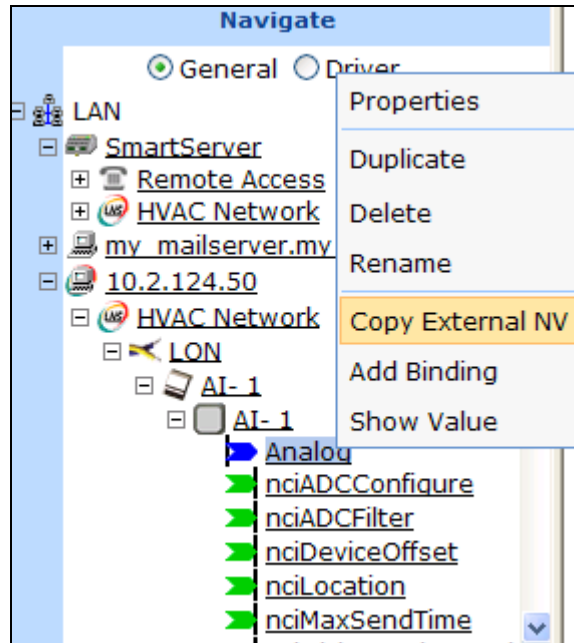 Navigate
General Driver
LAN
SmartServer
Remote Access
HVAC Network
my_mailserver.my
10.2.124.50
HVAC Network
LON
AI- 1
AI- 1
Analog
nciADCConfigure
nciADCFilter
nciDeviceOffset
nciLocation
nciMaxSendTime
Properties
Duplicate
Delete
Rename
Copy External NV
Add Binding
Show Value